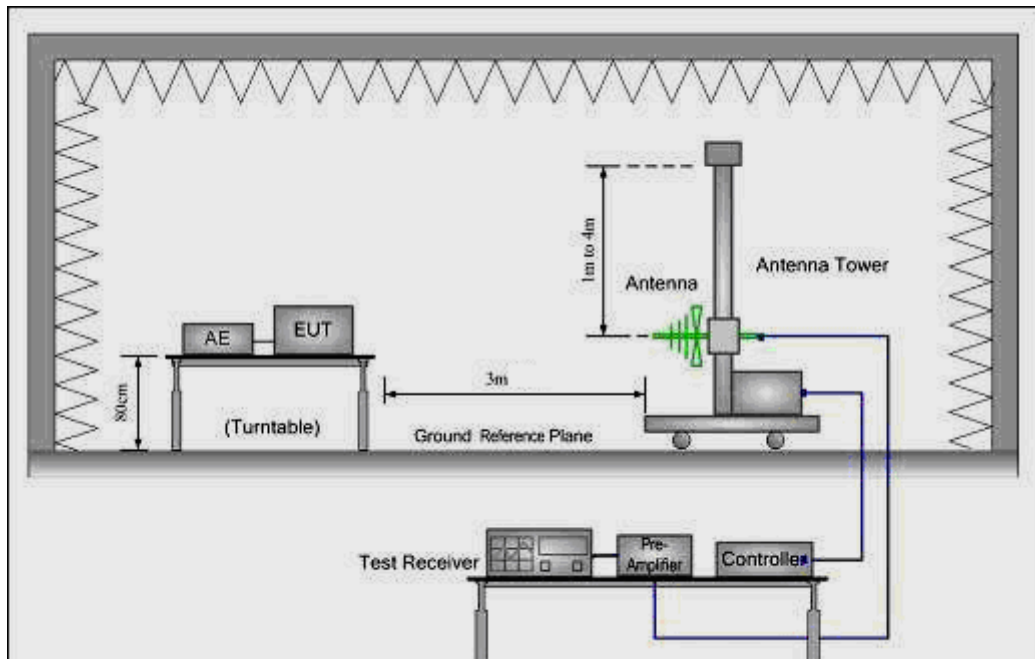 1m to 4m
Antenna
Antenna Tower
AE
EUT
80cm
(Turntable)
3m
Ground Reference Plane
Test Receiver
Pre-
Amplifier
Controller